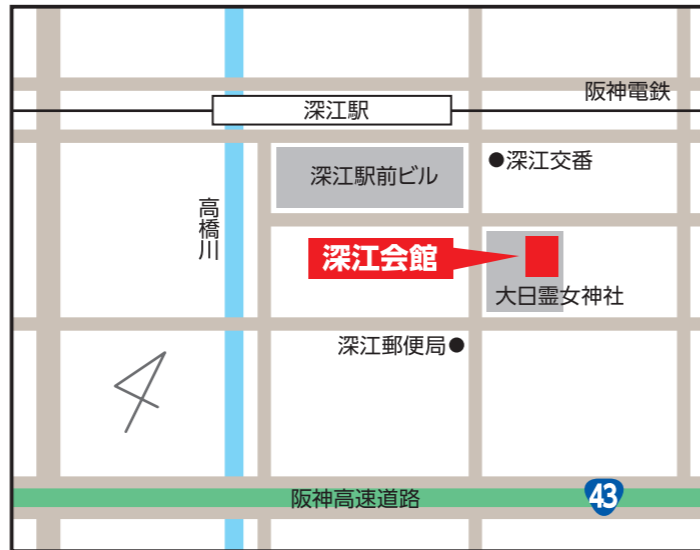 阪神電鉄
深江駅
深江駅前ビル
●深江交番
高橋川
深江会館
大日霊女神社
深江郵便局●
阪神高速道路
43